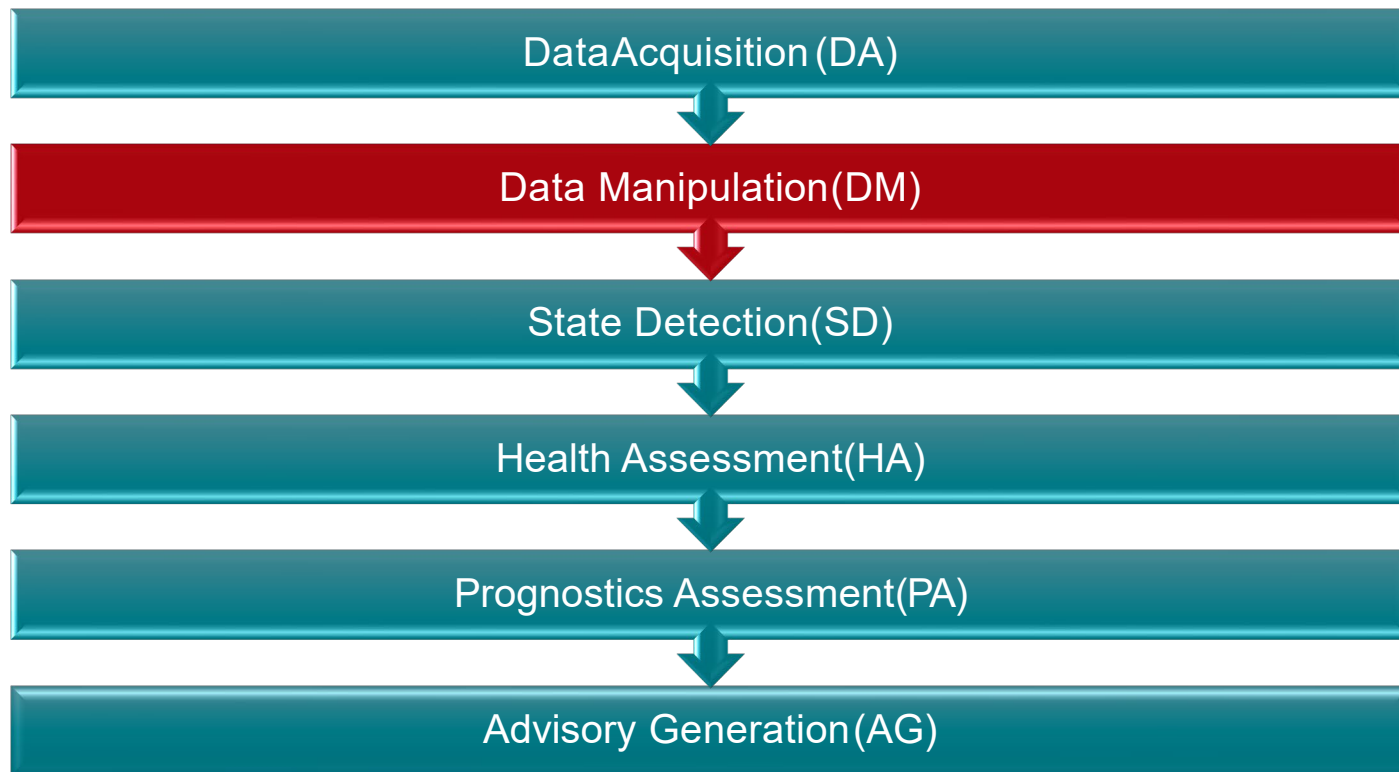 DataAcquisition (DA)
Data Manipulation(DM)
State Detection(SD)
Health Assessment(HA)
Prognostics Assessment(PA)
Advisory Generation(AG)